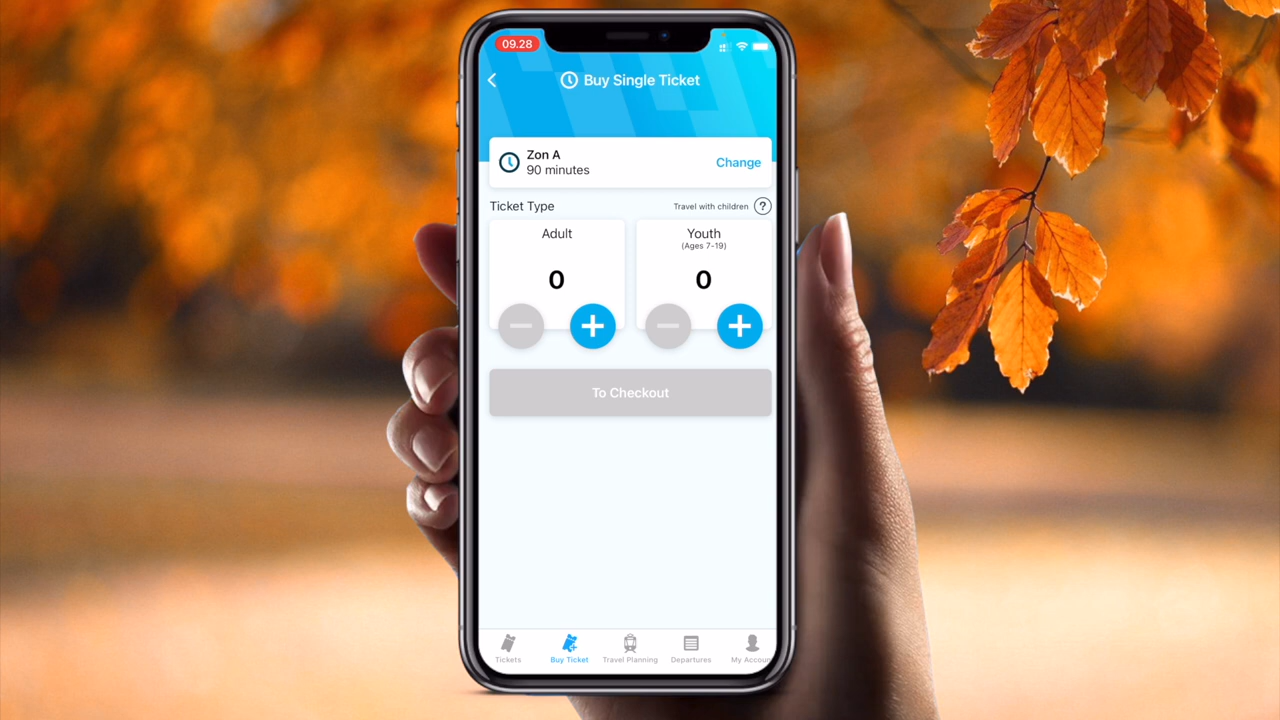 09.28
Buy Single Ticket
Zon A
90 minutes
Change
Ticket Type
Travel with children ?
Adult
Youth
(Ages 7-19)
0
0
To Checkout
Tickets
Buy Ticket
Travel Planning
Departures
My Accoun